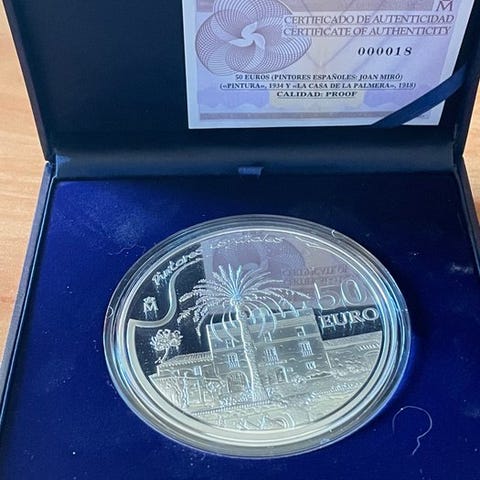 M
CERTIFICADO DE AUTENTICIDAD
CERTIFICATE OF AUTHENTICITY
000018
50 EUROS (PINTORES ESPAÑOLES: JOAN MIRÓ)
(«PINTURA», 1934 Y «LA CASA DE LA PALMERA», 1918)
CALIDAD: PROOF
Pintores Españoles
M
50
EURO